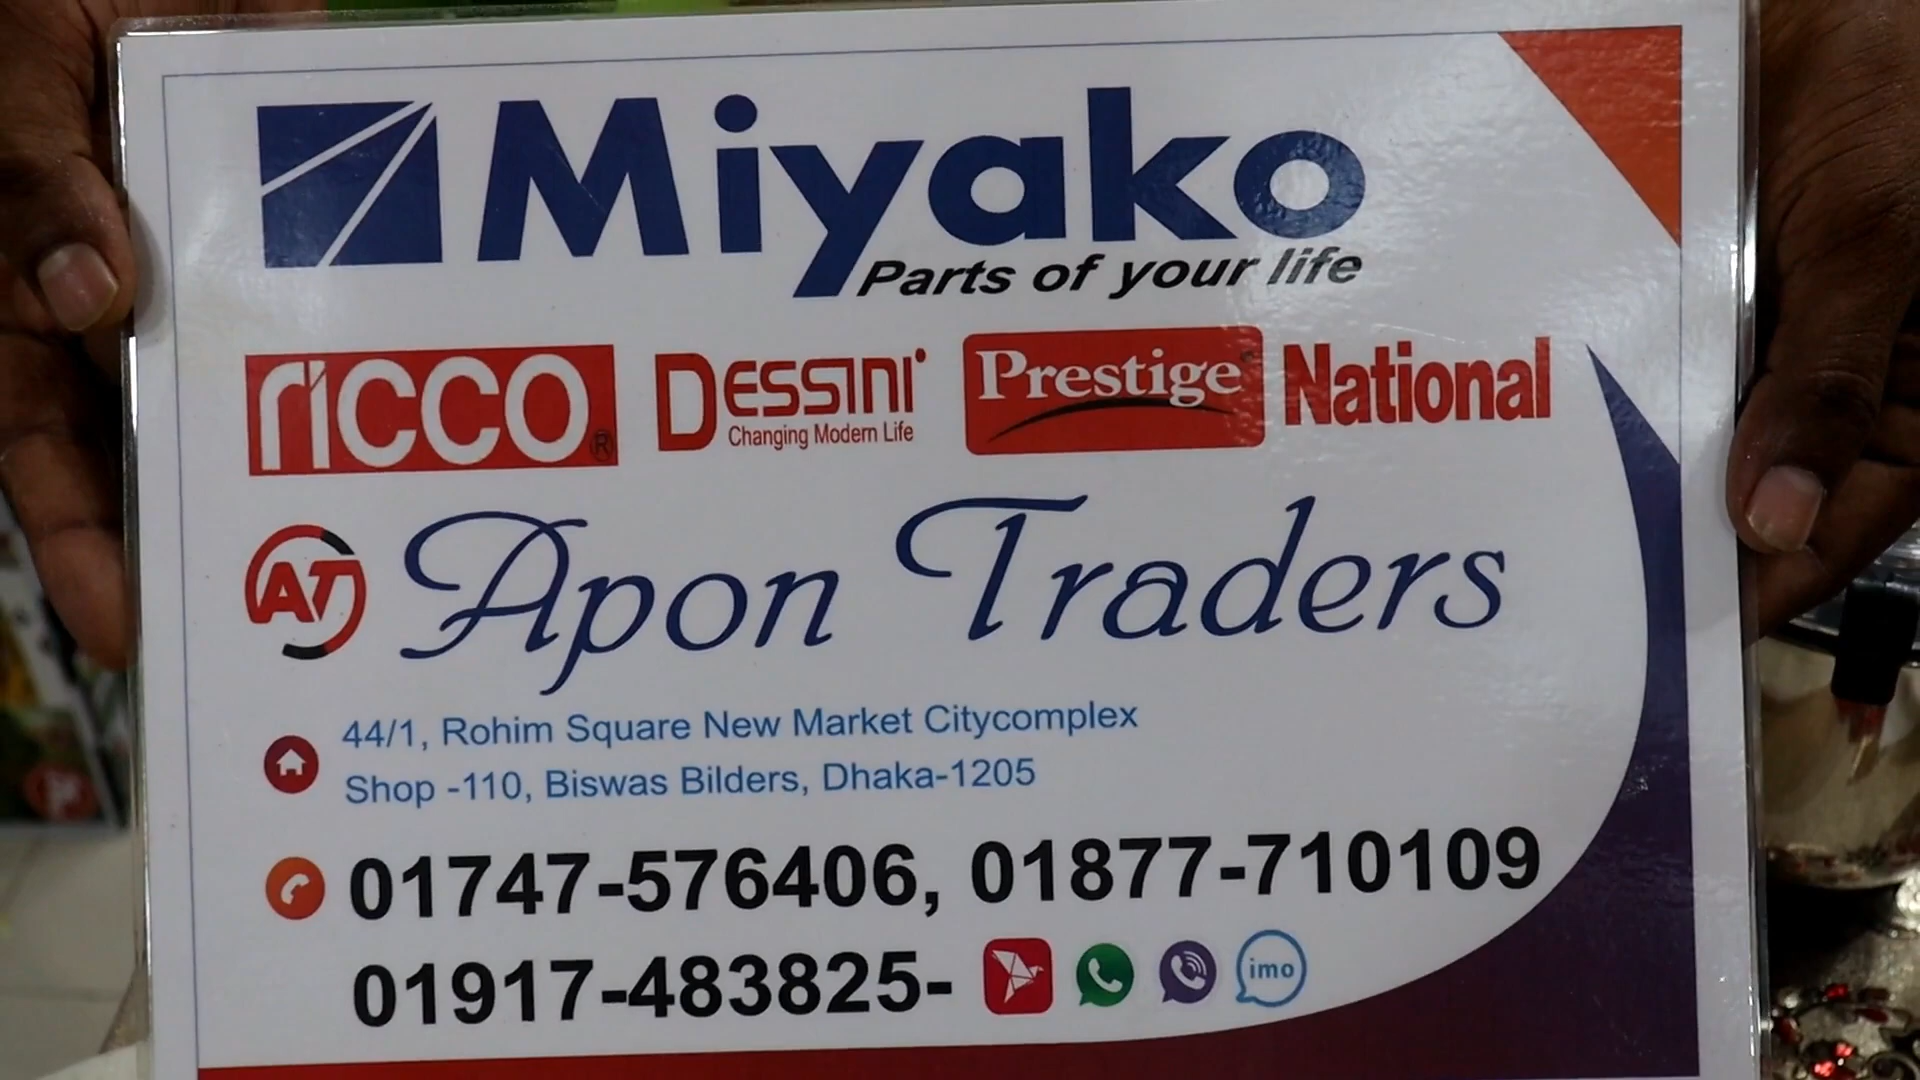 Miyako
Parts of your life
ricco®
DESSINI
Changing Modern Life
Prestige
National
AT Apon Traders
44/1, Rohim Square New Market Citycomplex
Shop -110, Biswas Bilders, Dhaka-1205
01747-576406, 01877-710109
01917-483825- imo